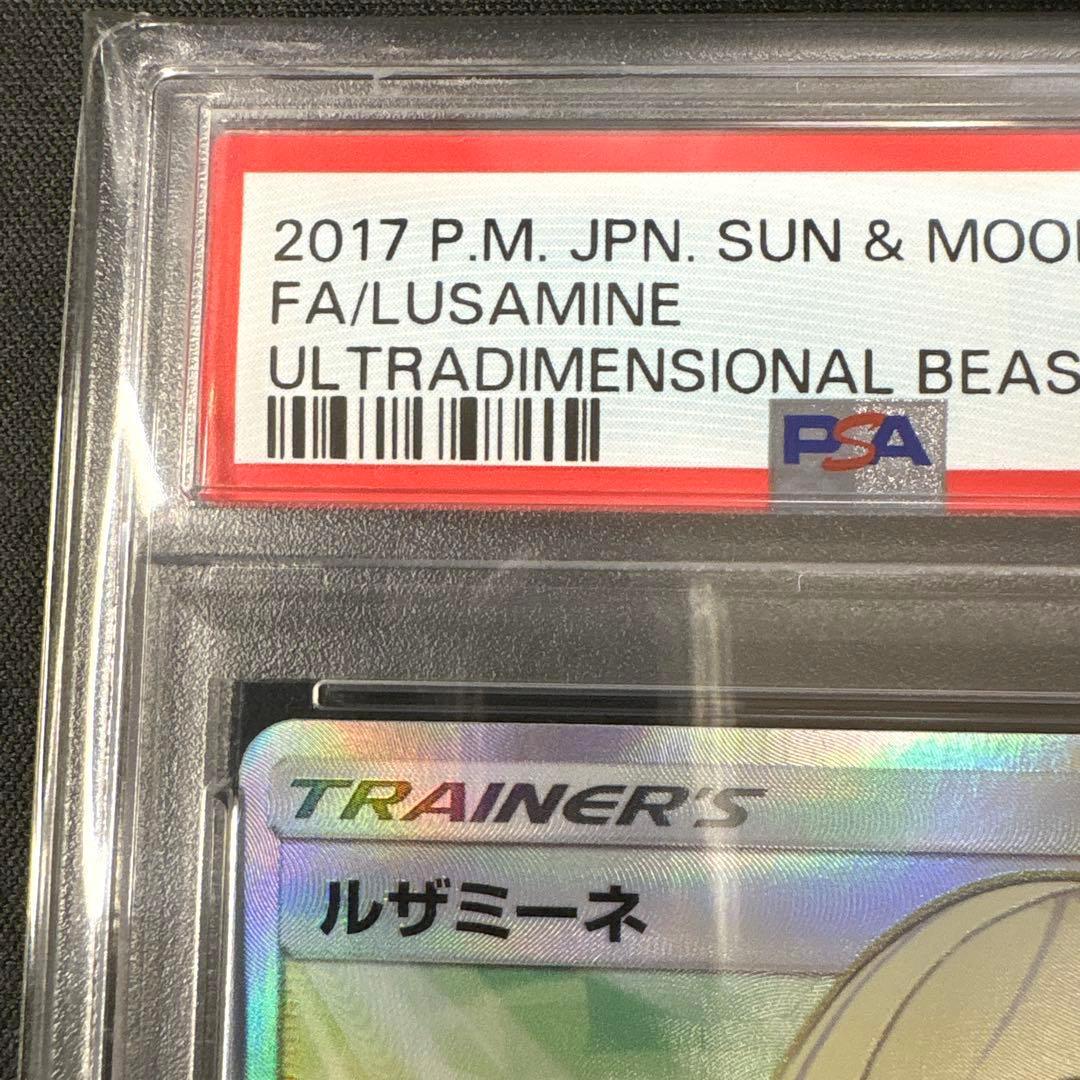 2017 P.M. JPN. SUN & MOO
FA/LUSAMINE
ULTRADIMENSIONAL BEAS
PSA
TRAINER'S
ルザミーネ